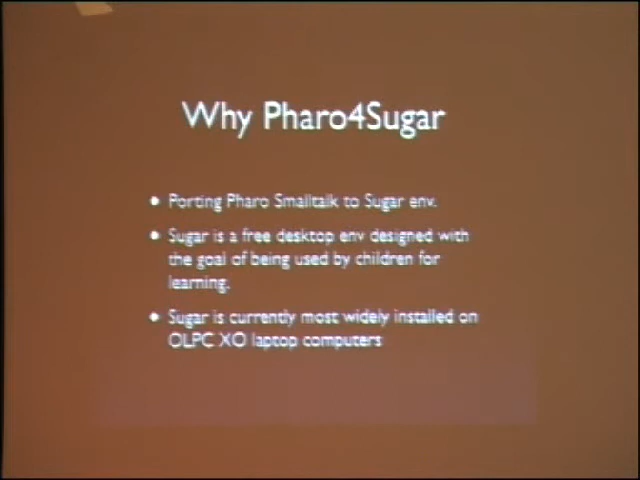 Why Pharo4Sugar
• Porting Pharo Smalltalk to Sugar env.
• Sugar is a free desktop env designed with
the goal of being used by children for
learning.
• Sugar is currently most widely installed on
OLPC XO laptop computers